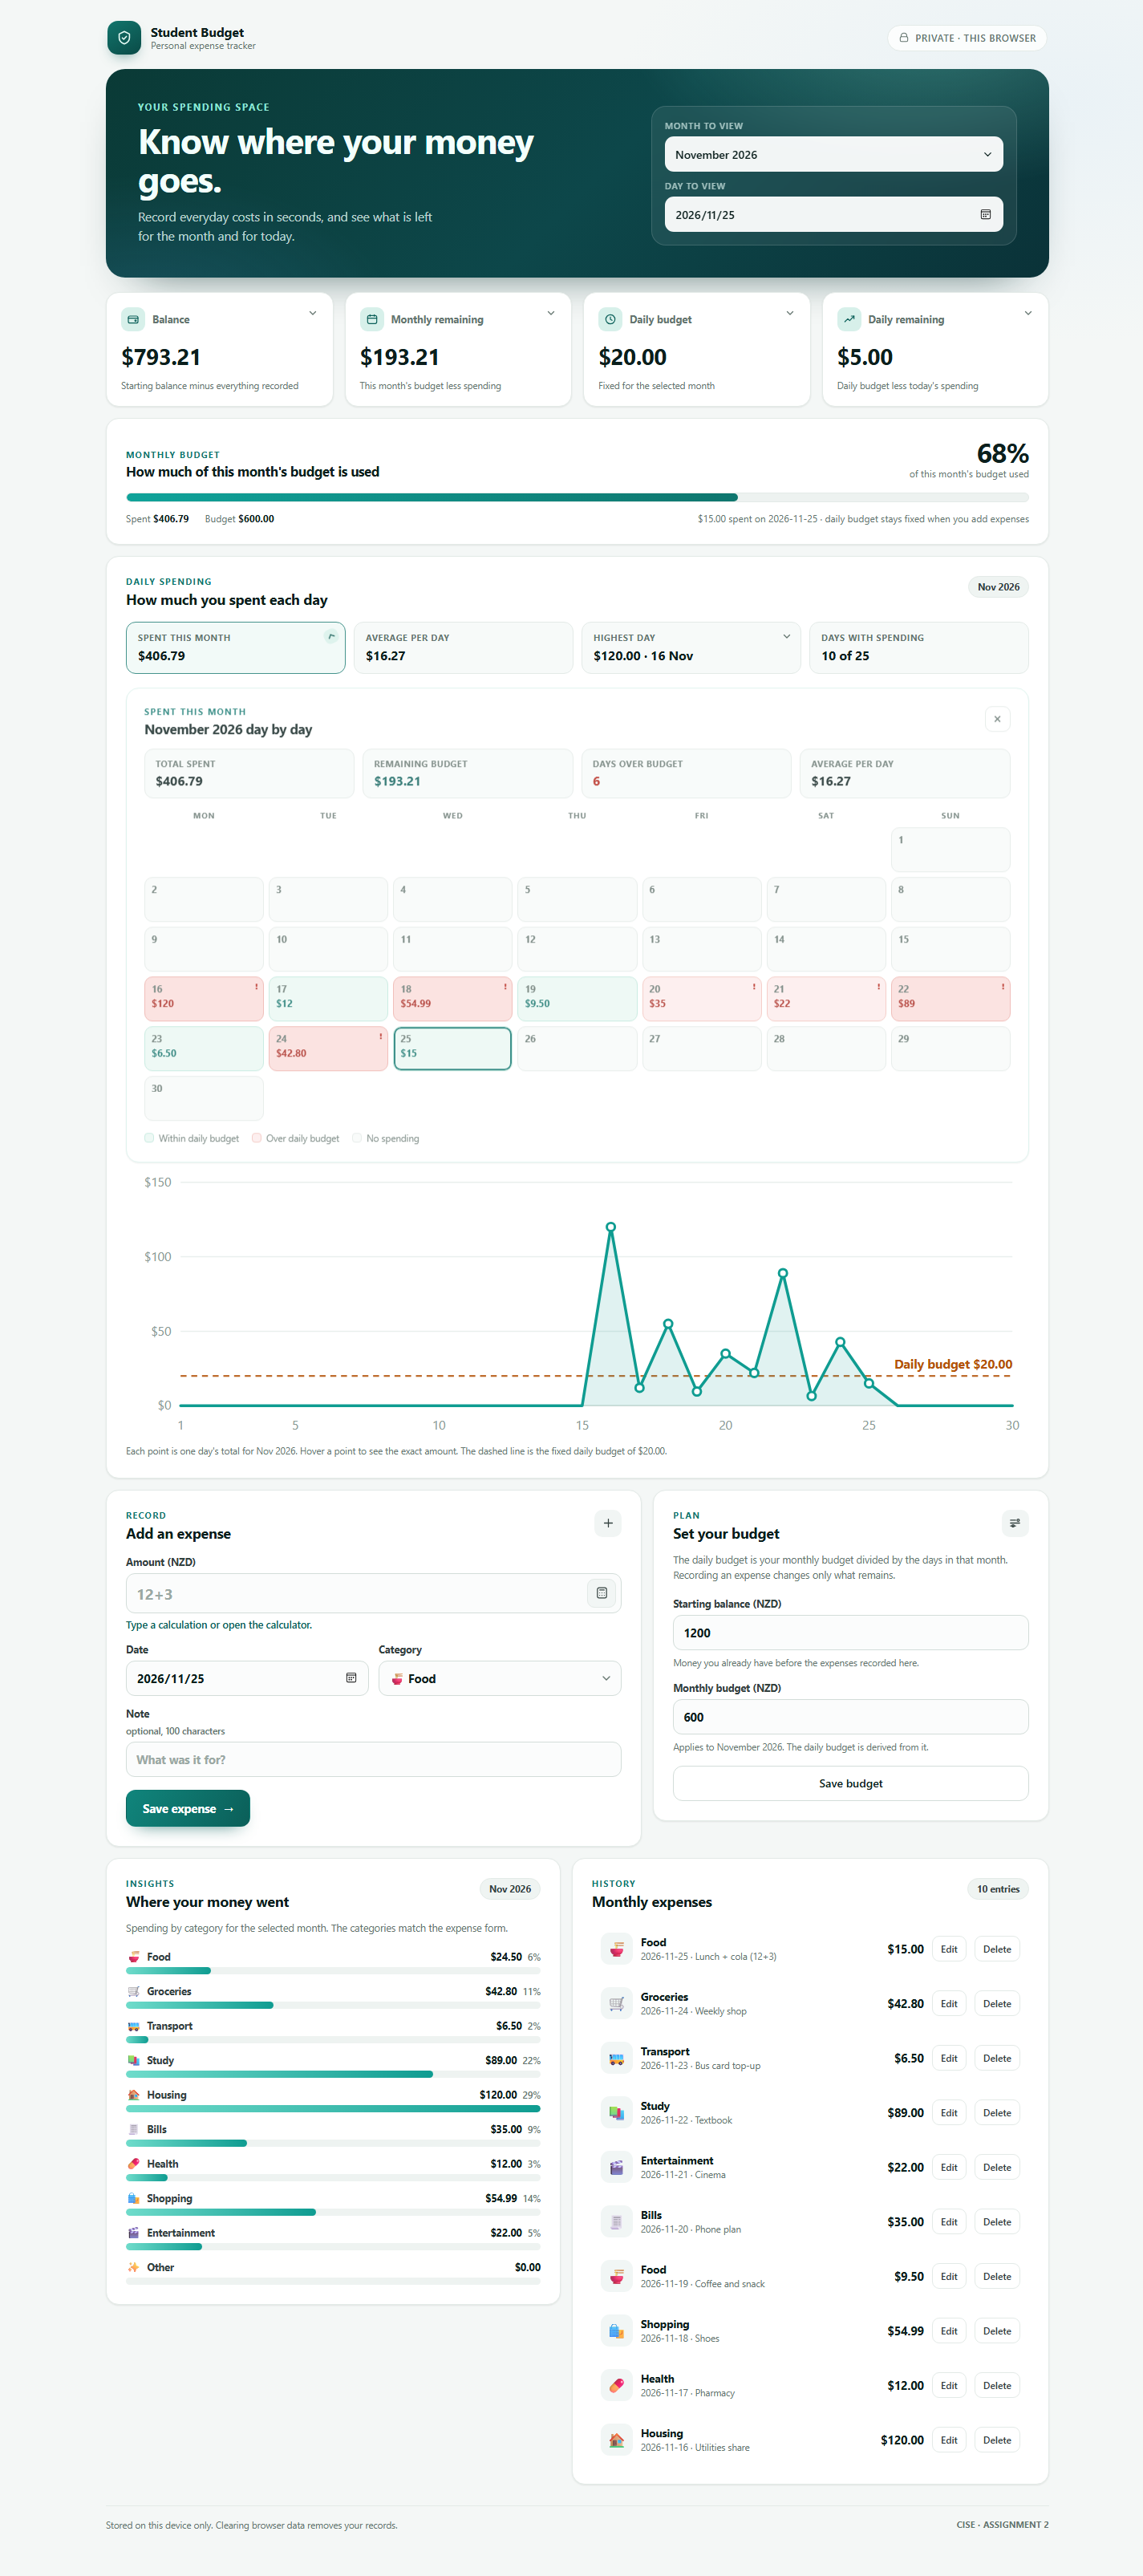 Student Budget
Personal expense tracker
PRIVATE · THIS BROWSER
YOUR SPENDING SPACE
Know where your money
goes.
Record everyday costs in seconds, and see what is left
for the month and for today.
MONTH TO VIEW
November 2026
DAY TO VIEW
2026/11/25
Balance
$793.21
Starting balance minus everything recorded
Monthly remaining
$193.21
This month's budget less spending
Daily budget
$20.00
Fixed for the selected month
Daily remaining
$5.00
Daily budget less today's spending
MONTHLY BUDGET
How much of this month's budget is used
68%
of this month's budget used
Spent $406.79 Budget $600.00
$15.00 spent on 2026-11-25 · daily budget stays fixed when you add expenses
DAILY SPENDING
How much you spent each day
Nov 2026
SPENT THIS MONTH
$406.79
AVERAGE PER DAY
$16.27
HIGHEST DAY
$120.00 · 16 Nov
DAYS WITH SPENDING
10 of 25
SPENT THIS MONTH
November 2026 day by day
×
TOTAL SPENT
$406.79
REMAINING BUDGET
$193.21
DAYS OVER BUDGET
6
AVERAGE PER DAY
$16.27
MON TUE WED THU FRI SAT SUN
1
2 3 4 5 6 7 8
9 10 11 12 13 14 15
16 ! 17 18 ! 19 20 ! 21 ! 22 !
$120 $12 $54.99 $9.50 $35 $22 $89
23 24 ! 25 26 27 28 29
$6.50 $42.80 $15
30
Within daily budget Over daily budget No spending
$150
$100
$50
Daily budget $20.00
$0
1 5 10 15 20 25 30
Each point is one day's total for Nov 2026. Hover a point to see the exact amount. The dashed line is the fixed daily budget of $20.00.
RECORD
Add an expense
+
Amount (NZD)
12+3
Type a calculation or open the calculator.
Date
2026/11/25
Category
Food
Note
optional, 100 characters
What was it for?
Save expense →
PLAN
Set your budget
The daily budget is your monthly budget divided by the days in that month.
Recording an expense changes only what remains.
Starting balance (NZD)
1200
Money you already have before the expenses recorded here.
Monthly budget (NZD)
600
Applies to November 2026. The daily budget is derived from it.
Save budget
INSIGHTS
Where your money went
Nov 2026
Spending by category for the selected month. The categories match the expense form.
Food $24.50 6%
Groceries $42.80 11%
Transport $6.50 2%
Study $89.00 22%
Housing $120.00 29%
Bills $35.00 9%
Health $12.00 3%
Shopping $54.99 14%
Entertainment $22.00 5%
Other $0.00
HISTORY
Monthly expenses
10 entries
Food
2026-11-25 · Lunch + cola (12+3)
$15.00 Edit Delete
Groceries
2026-11-24 · Weekly shop
$42.80 Edit Delete
Transport
2026-11-23 · Bus card top-up
$6.50 Edit Delete
Study
2026-11-22 · Textbook
$89.00 Edit Delete
Entertainment
2026-11-21 · Cinema
$22.00 Edit Delete
Bills
2026-11-20 · Phone plan
$35.00 Edit Delete
Food
2026-11-19 · Coffee and snack
$9.50 Edit Delete
Shopping
2026-11-18 · Shoes
$54.99 Edit Delete
Health
2026-11-17 · Pharmacy
$12.00 Edit Delete
Housing
2026-11-16 · Utilities share
$120.00 Edit Delete
Stored on this device only. Clearing browser data removes your records.
CISE · ASSIGNMENT 2